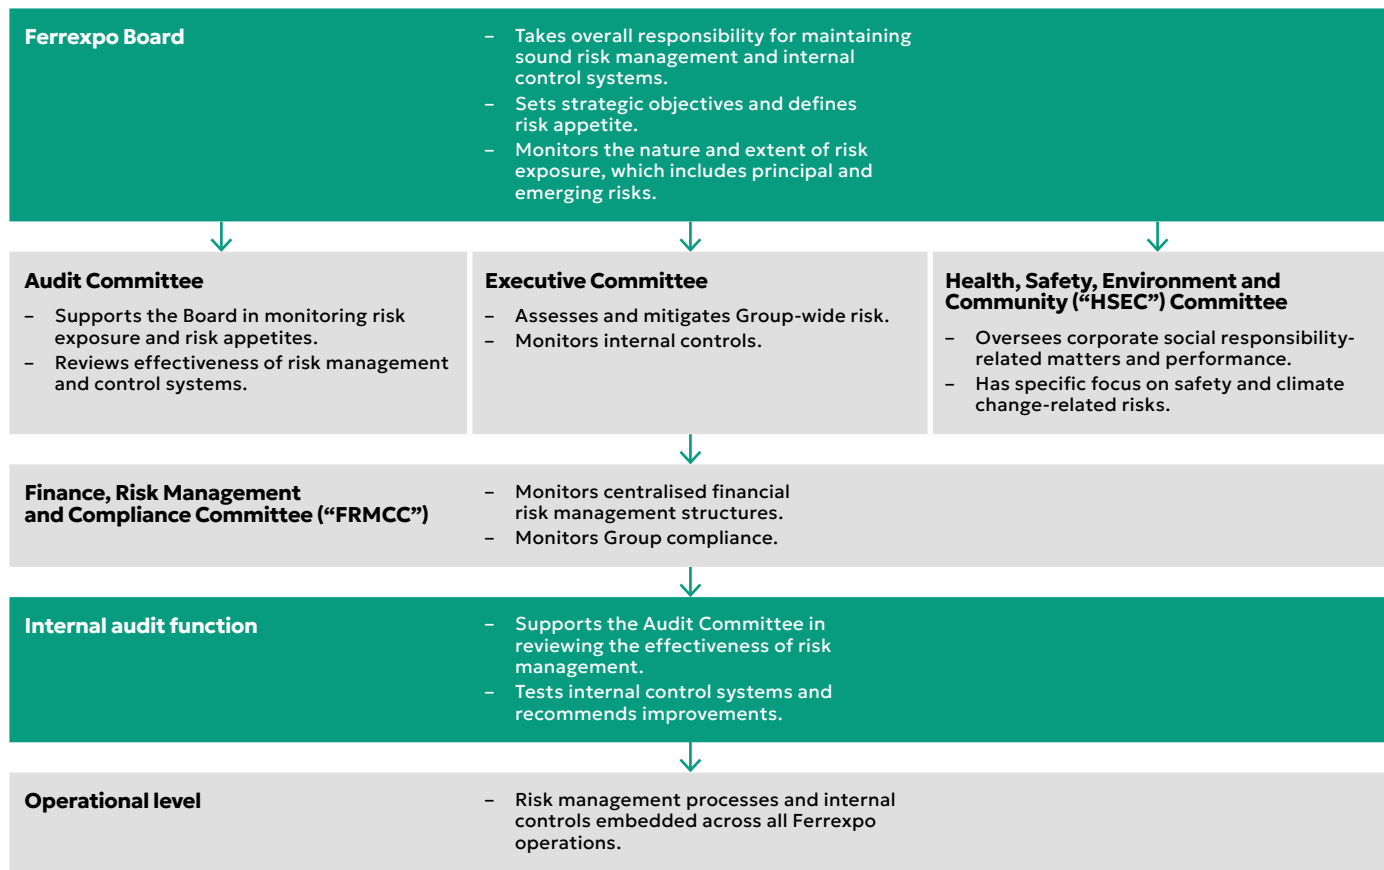 Ferrexpo Board
– Takes overall responsibility for maintaining
sound risk management and internal
control systems.
– Sets strategic objectives and defines
risk appetite.
– Monitors the nature and extent of risk
exposure, which includes principal and
emerging risks.
Audit Committee
– Supports the Board in monitoring risk
exposure and risk appetites.
– Reviews effectiveness of risk management
and control systems.
Executive Committee
– Assesses and mitigates Group-wide risk.
– Monitors internal controls.
Health, Safety, Environment and
Community (“HSEC”) Committee
– Oversees corporate social responsibility-
related matters and performance.
– Has specific focus on safety and climate
change-related risks.
Finance, Risk Management
and Compliance Committee (“FRMCC”)
– Monitors centralised financial
risk management structures.
– Monitors Group compliance.
Internal audit function
– Supports the Audit Committee in
reviewing the effectiveness of risk
management.
– Tests internal control systems and
recommends improvements.
Operational level
– Risk management processes and internal
controls embedded across all Ferrexpo
operations.